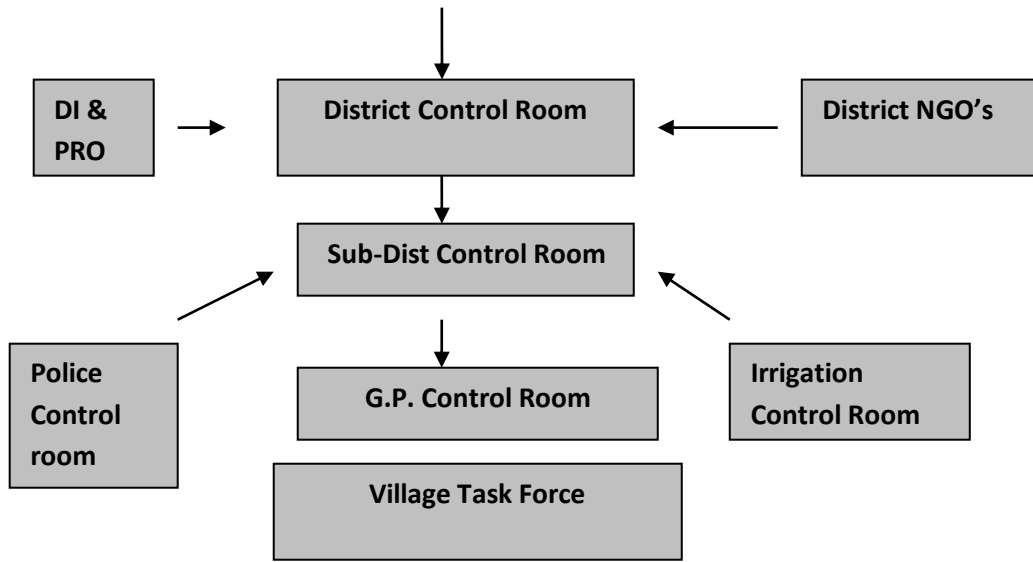 DI &
PRO
District Control Room
District NGO’s
Sub-Dist Control Room
Police
Control
room
G.P. Control Room
Irrigation
Control Room
Village Task Force